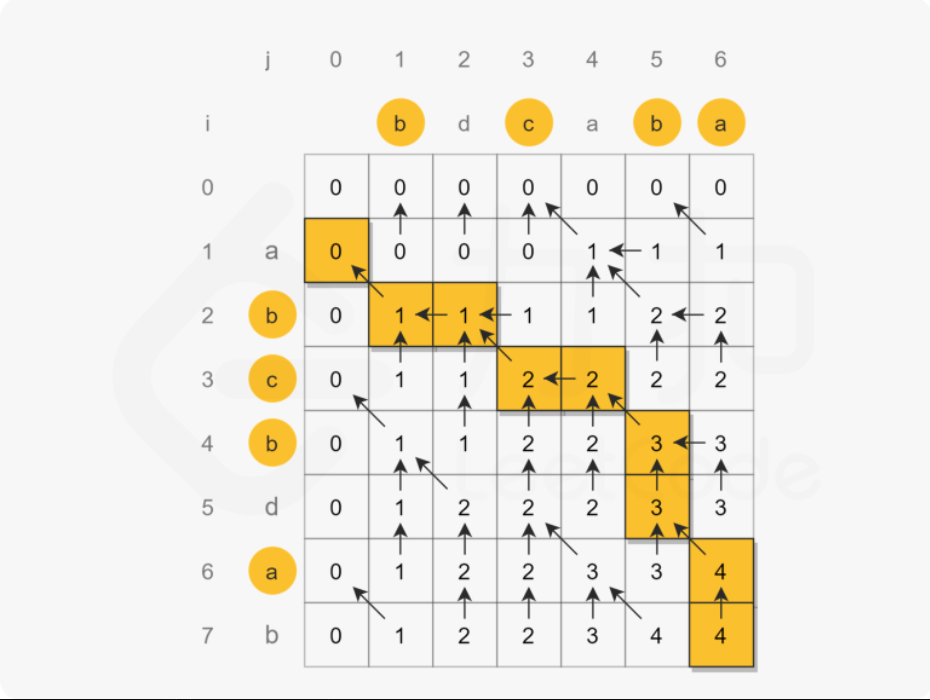 j 0 1 2 3 4 5 6
i b d c a b a
0 0 0 0 0 0 0 0
1 a 0 0 0 0 1 1 1
2 b 0 1 1 1 1 2 2
3 c 0 1 1 2 2 2 2
4 b 0 1 1 2 2 3 3
5 d 0 1 2 2 2 3 3
6 a 0 1 2 2 3 3 4
7 b 0 1 2 2 3 4 4
力扣
LeetCode